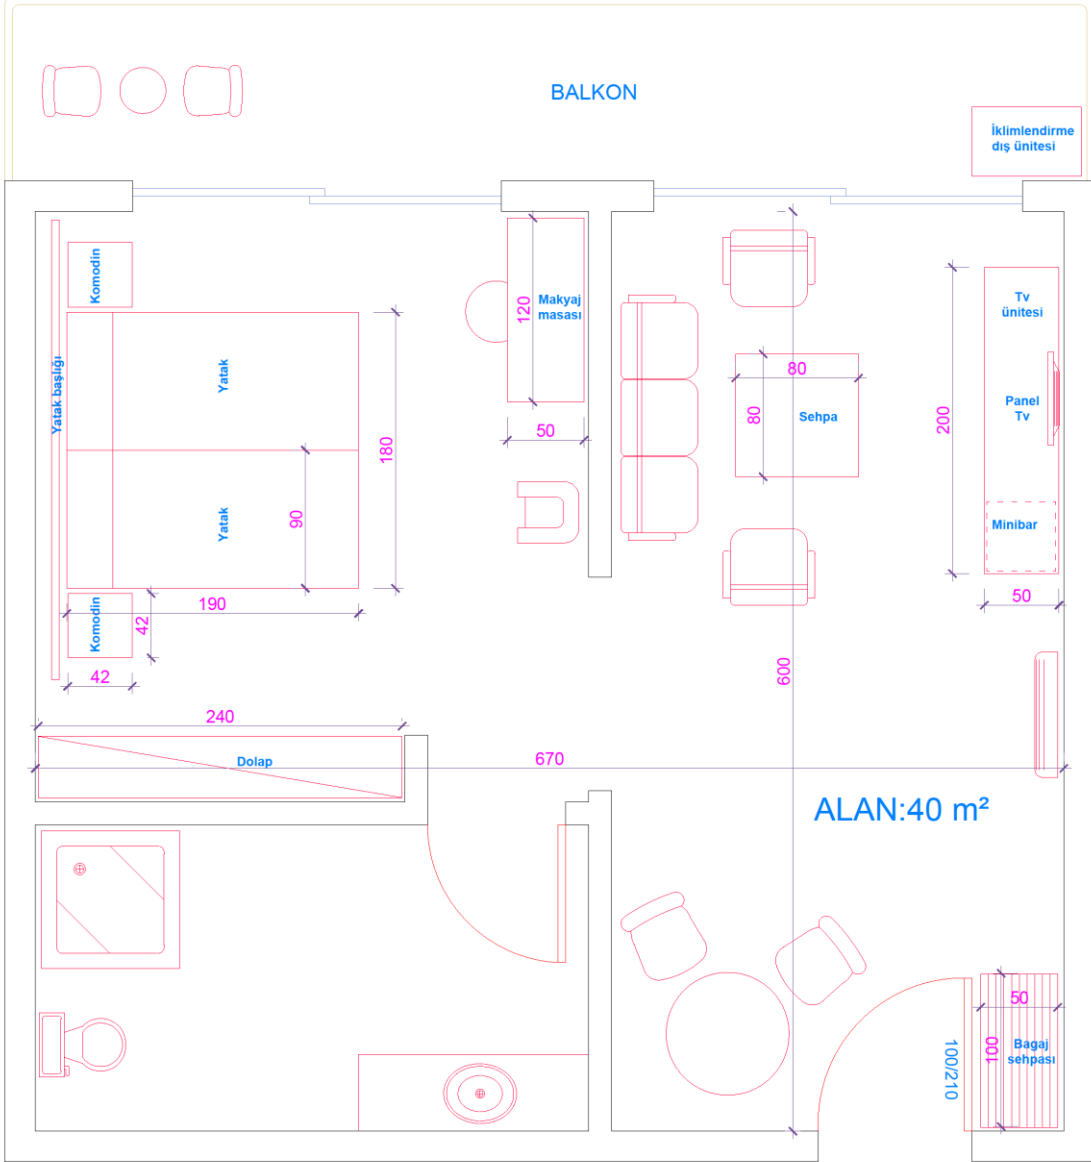 BALKON
İklimlendirme
dış ünitesi
Komodin
Yatak başlığı
Yatak
Yatak
180
90
190
Komodin
42
42
120
Makyaj
masası
50
80
80
Sehpa
200
Tv
ünitesi
Panel
Tv
Minibar
50
600
240
Dolap
670
ALAN:40 m²
100/210
50
100
Bagaj
sehpası